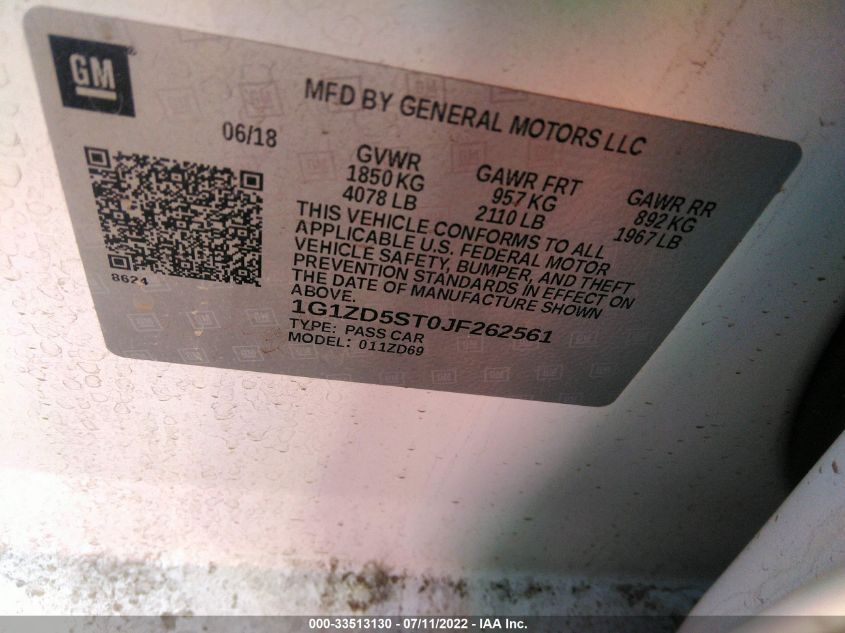 GM
MFD BY GENERAL MOTORS LLC
06/18
GVWR
1850 KG
4078 LB
GAWR FRT
957 KG
2110 LB
GAWR RR
892 KG
1967 LB
8624
THIS VEHICLE CONFORMS TO ALL
APPLICABLE U.S. FEDERAL MOTOR
VEHICLE SAFETY, BUMPER, AND THEFT
PREVENTION STANDARDS IN EFFECT ON
THE DATE OF MANUFACTURE SHOWN
ABOVE.
1G1ZD5ST0JF262561
TYPE: PASS CAR
MODEL: 011ZD69
000-33513130 - 07/11/2022 - IAA Inc.